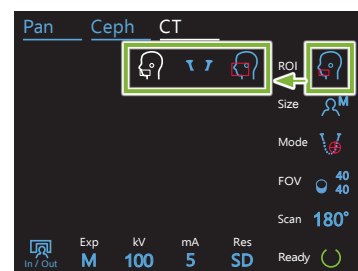 Pan Ceph CT
ROI
Size M
Mode
FOV 40
40
Scan 180°
Exp kV mA Res
In / Out M 100 5 SD Ready